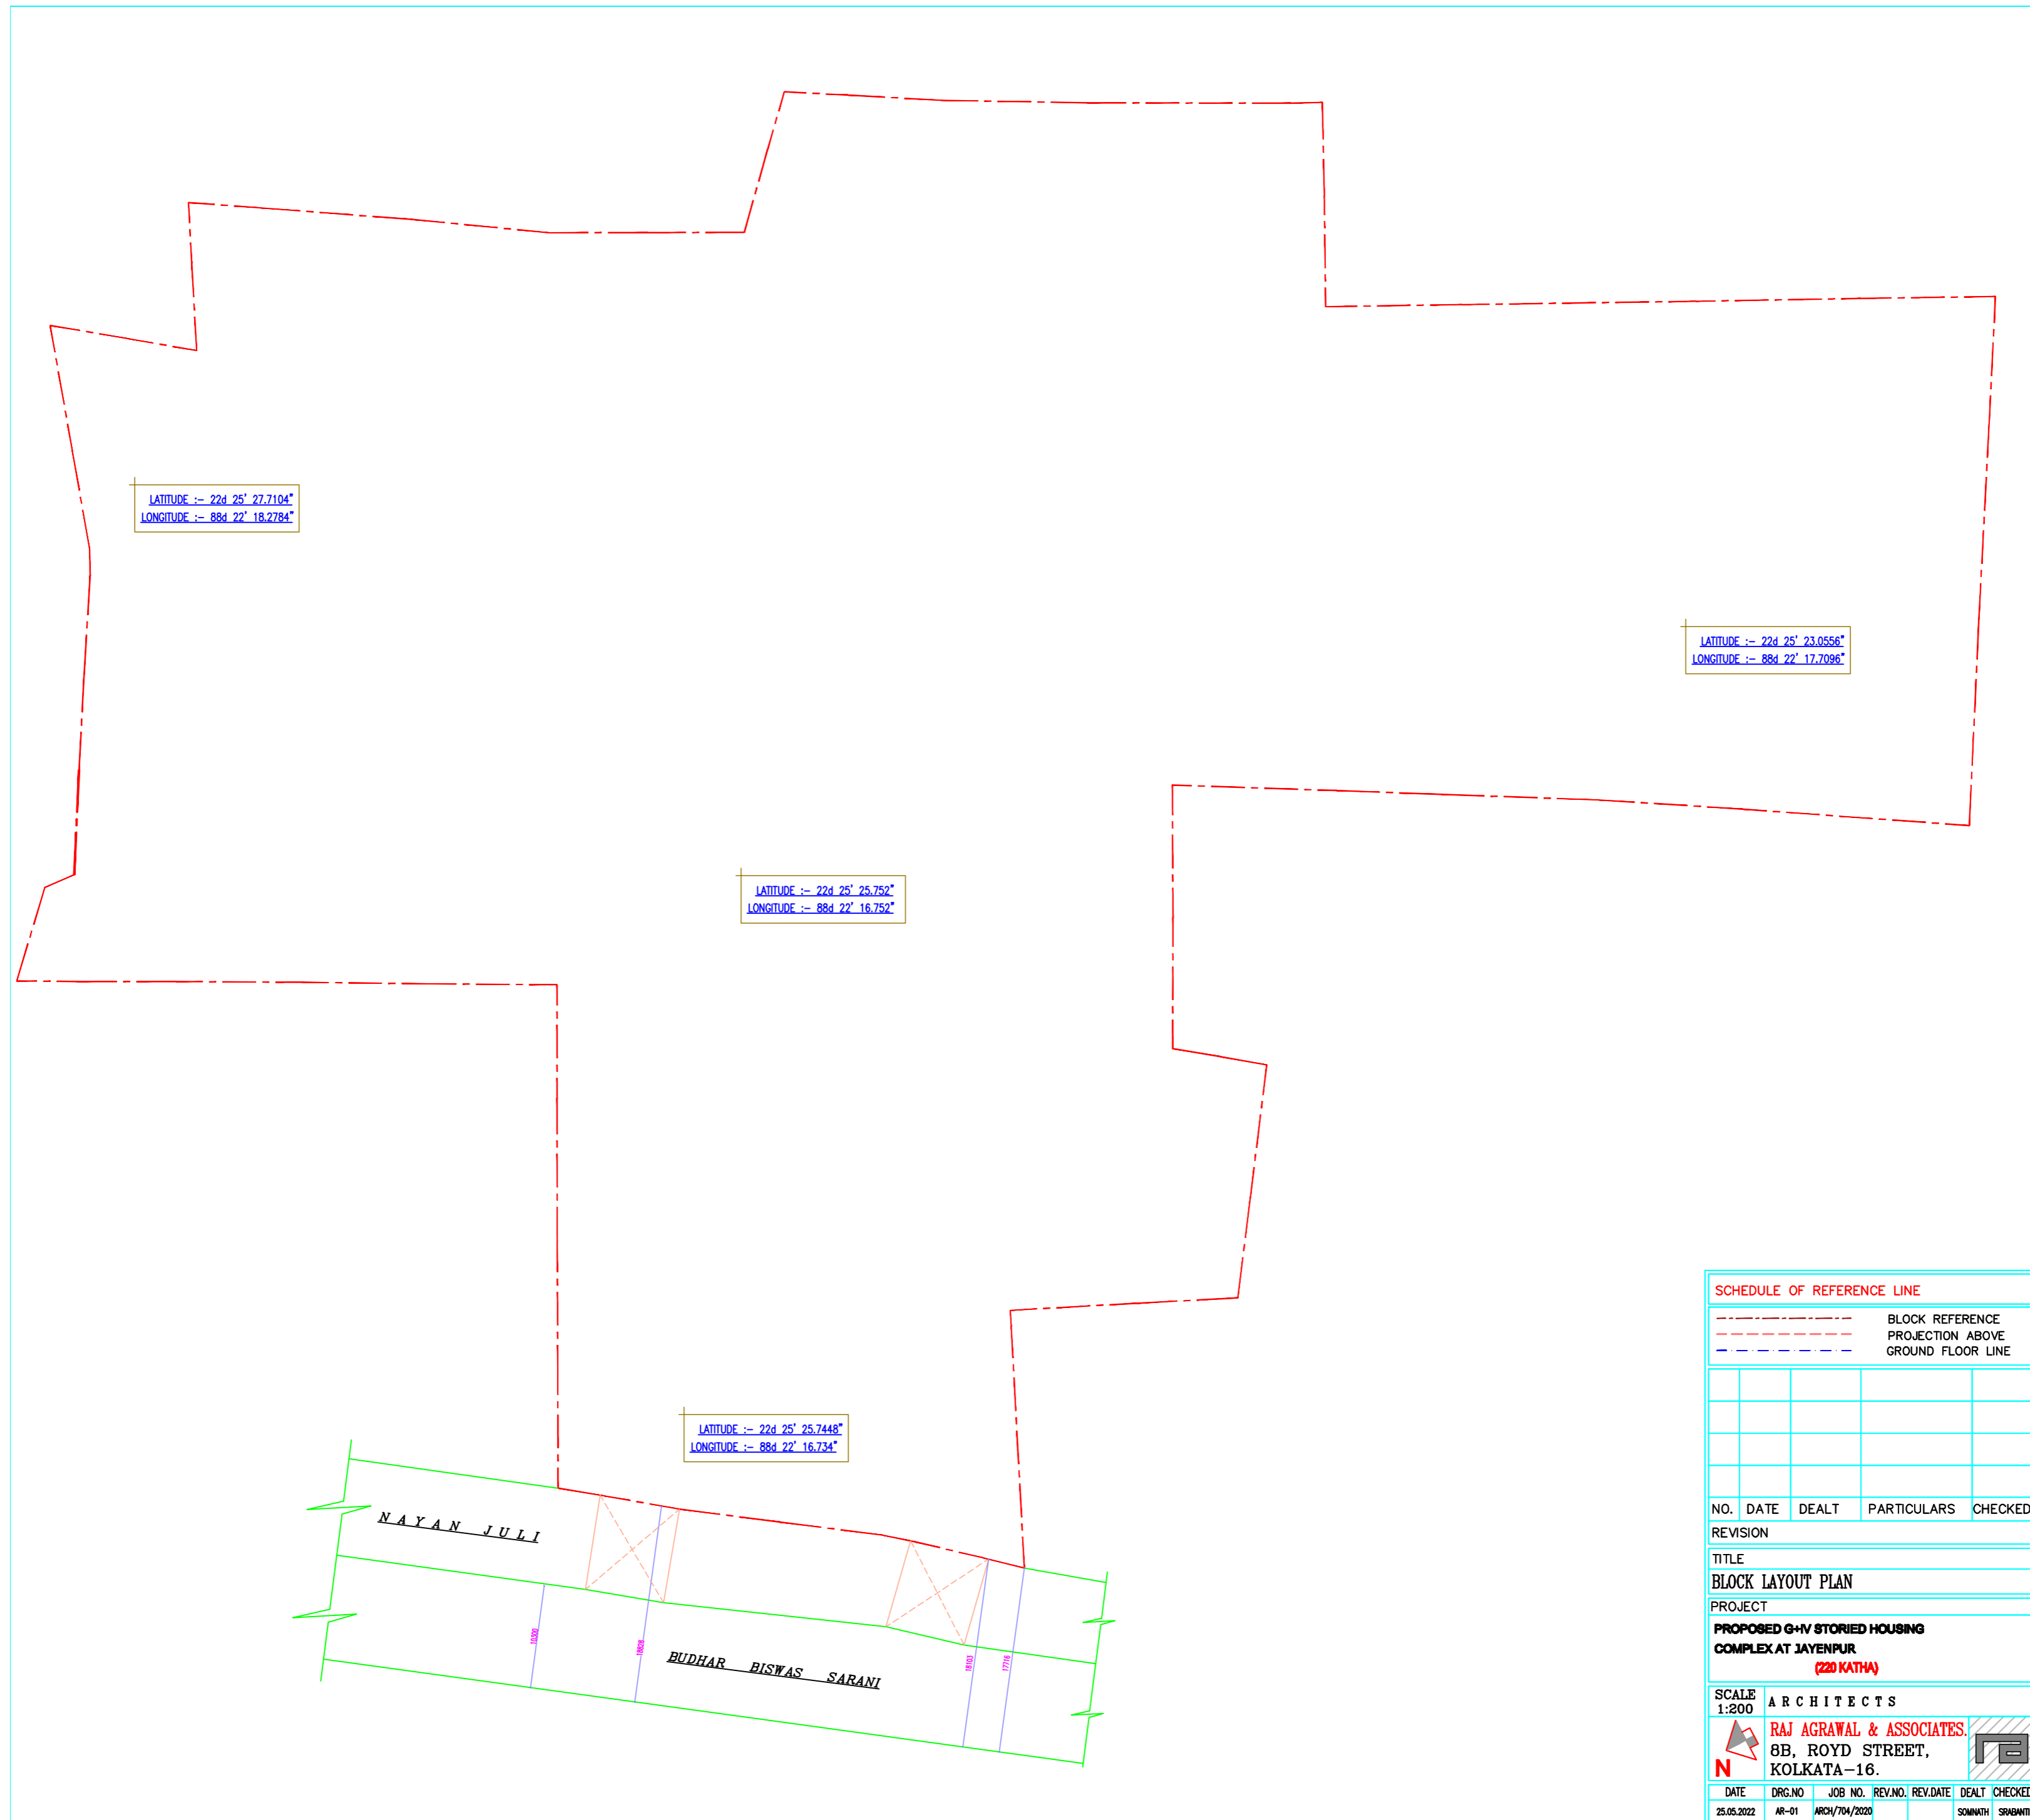 LATITUDE :- 22d 25' 27.7104"
LONGITUDE :- 88d 22' 18.2784"
LATITUDE :- 22d 25' 23.0556"
LONGITUDE :- 88d 22' 17.7096"
LATITUDE :- 22d 25' 25.752"
LONGITUDE :- 88d 22' 16.752"
LATITUDE :- 22d 25' 25.7448"
LONGITUDE :- 88d 22' 16.734"
NAYAN JULI
10300
18828
BUDHAR BISWAS SARANI
18103
17716
SCHEDULE OF REFERENCE LINE
BLOCK REFERENCE
PROJECTION ABOVE
GROUND FLOOR LINE
NO. DATE DEALT PARTICULARS CHECKED
REVISION
TITLE
BLOCK LAYOUT PLAN
PROJECT
PROPOSED G+IV STORIED HOUSING
COMPLEX AT JAYENPUR
(220 KATHA)
SCALE
1:200
ARCHITECTS
RAJ AGRAWAL & ASSOCIATES.
8B, ROYD STREET,
KOLKATA-16.
N
ra
DATE DRG.NO JOB NO. REV.NO. REV.DATE DEALT CHECKED
25.05.2022 AR-01 ARCH/704/2020 SOMNATH SRABANTI